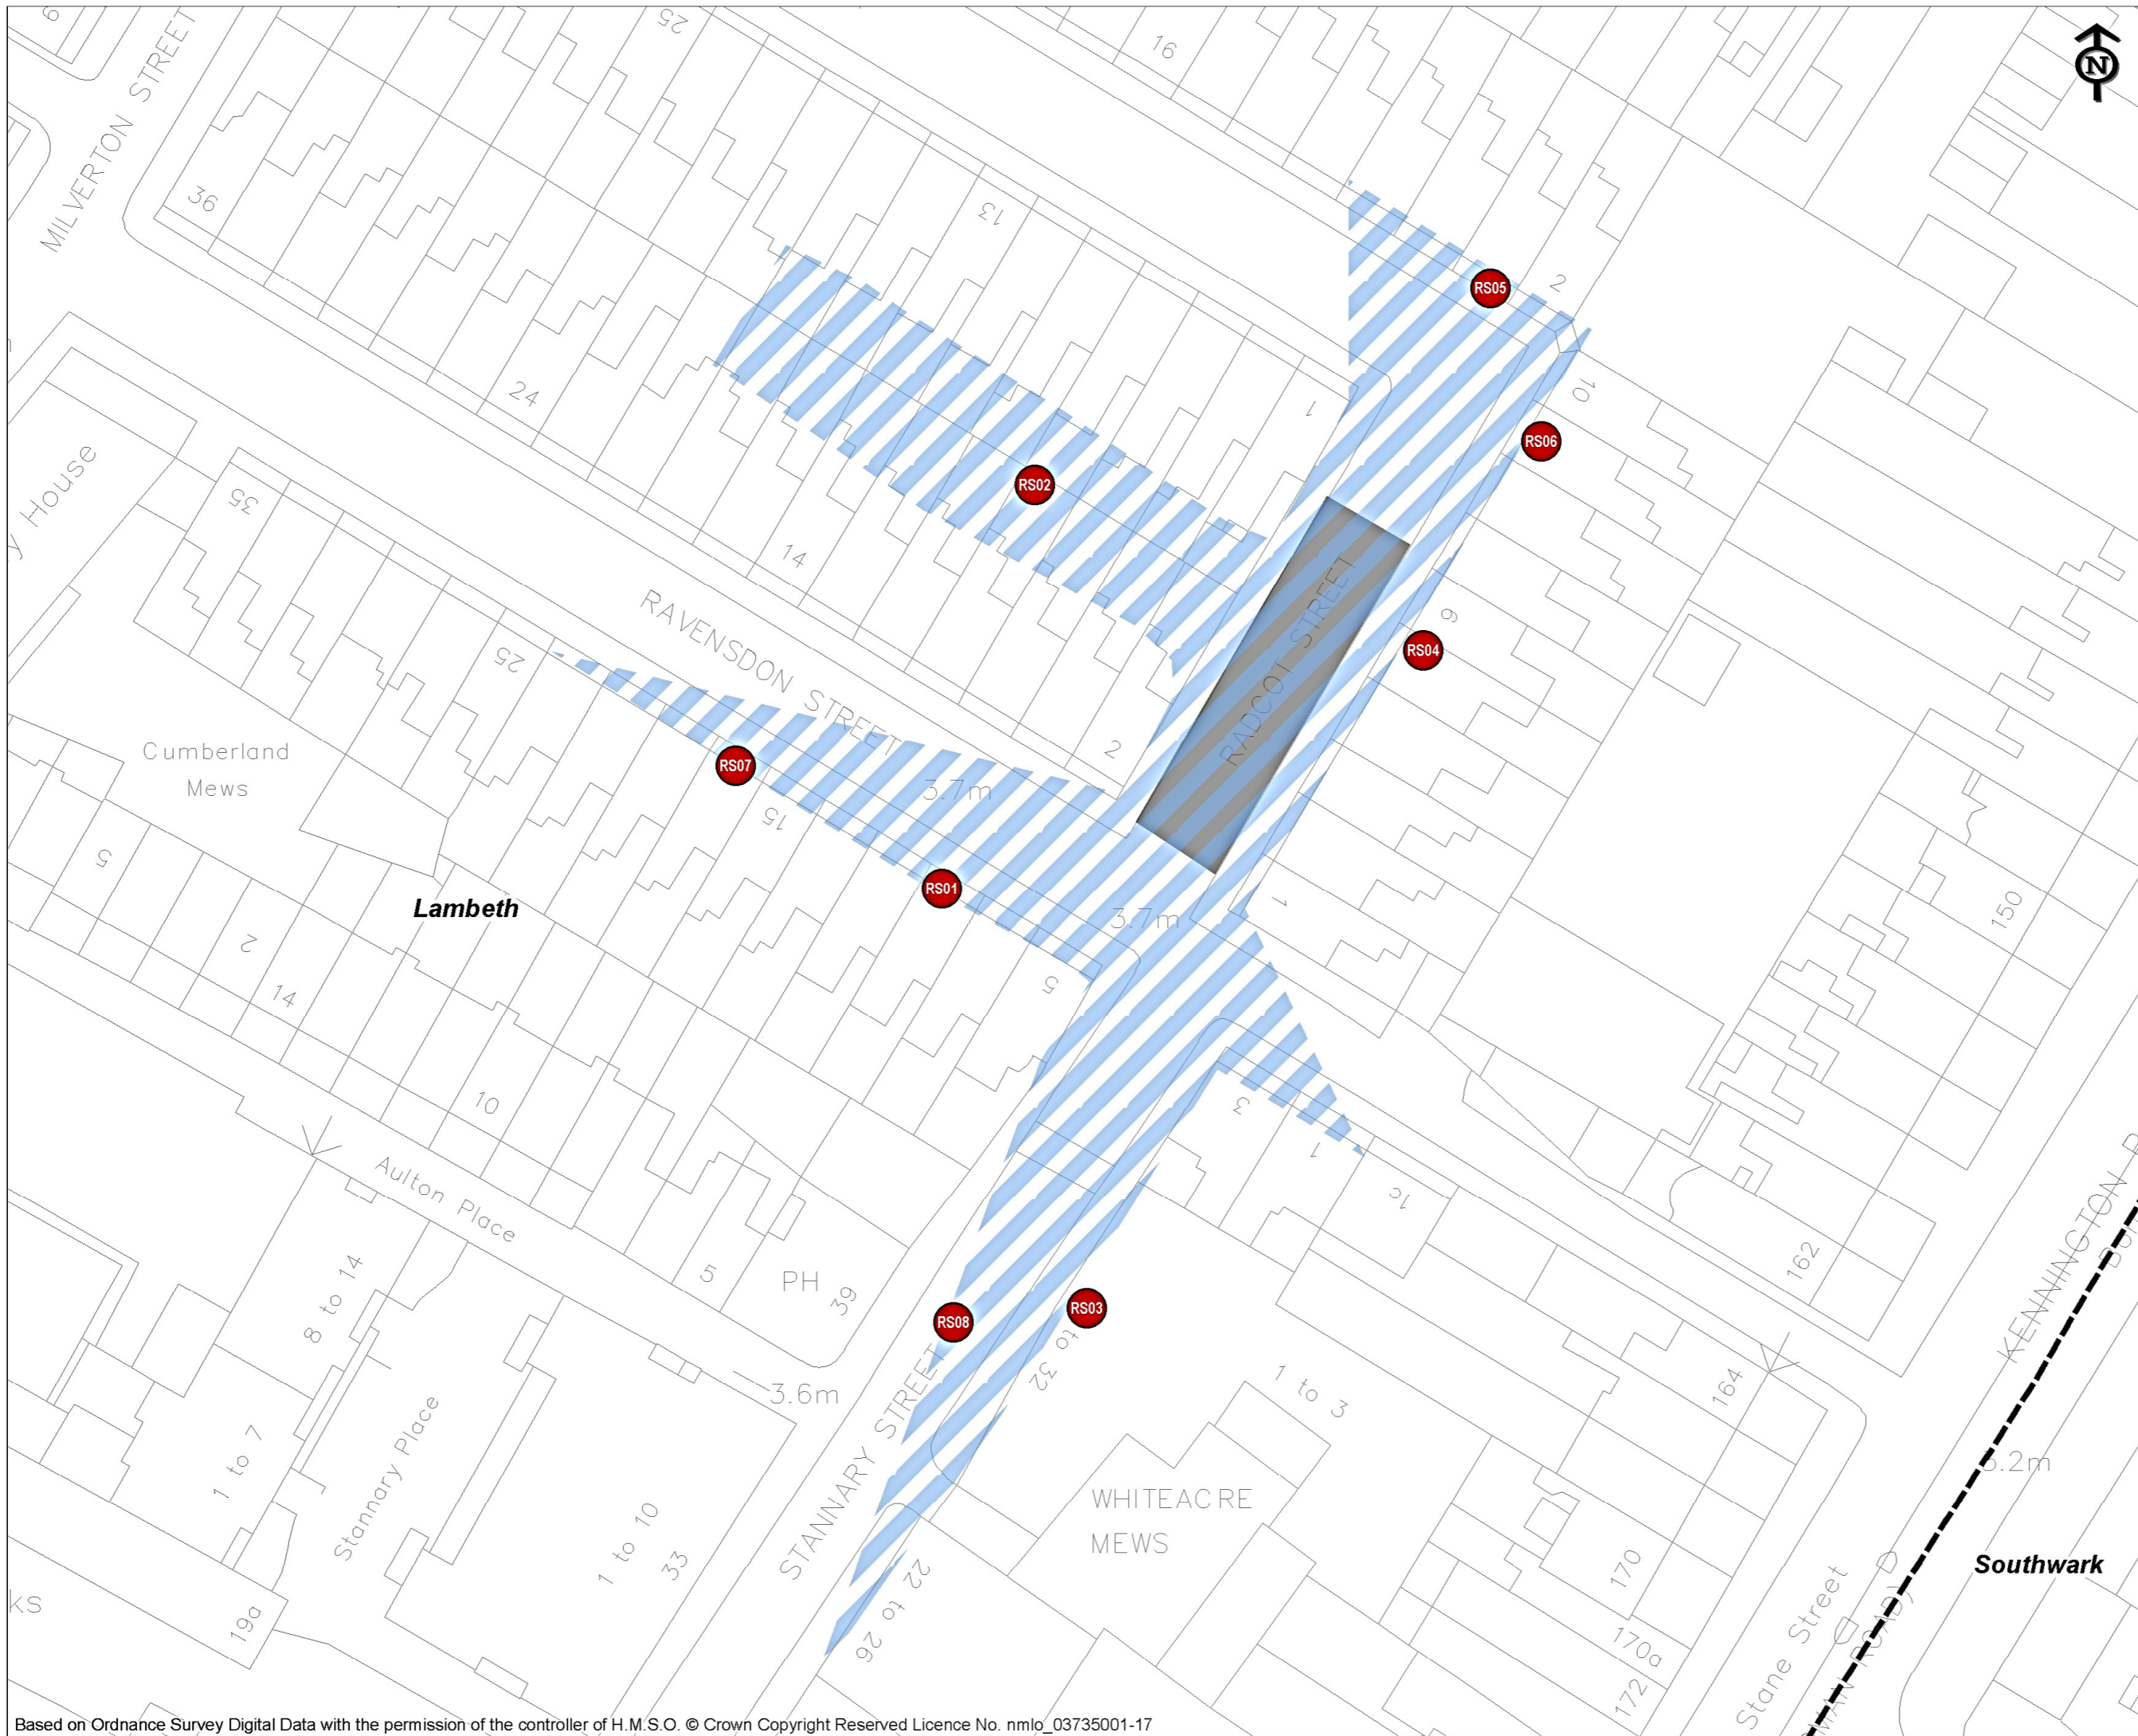 9
25
16
N
MILVERTON STREET
36
13
RS05
2
10
1
24
RS06
RS02
y House
35
14
RADCOT STREET
6
RS04
RAVENSDON STREET
25
2
Cumberland
Mews
RS07
3.7m
15
5
RS01
3.7m
1
150
Lambeth
2
14
5
10
3
1
1c
Aulton Place
5
PH
39
8 to 14
162
KENNINGTON
RS08
RS03
to 32
1 to 3
164
3.6m
Stannary Place
STANNARY STREET
1 to 7
3.2m
WHITEACRE
MEWS
1 to 10
33
22 to 26
170
Southwark
ks
19a
170a
172
Stane Street
Based on Ordnance Survey Digital Data with the permission of the controller of H.M.S.O. © Crown Copyright Reserved Licence No. nmlo_03735001-17